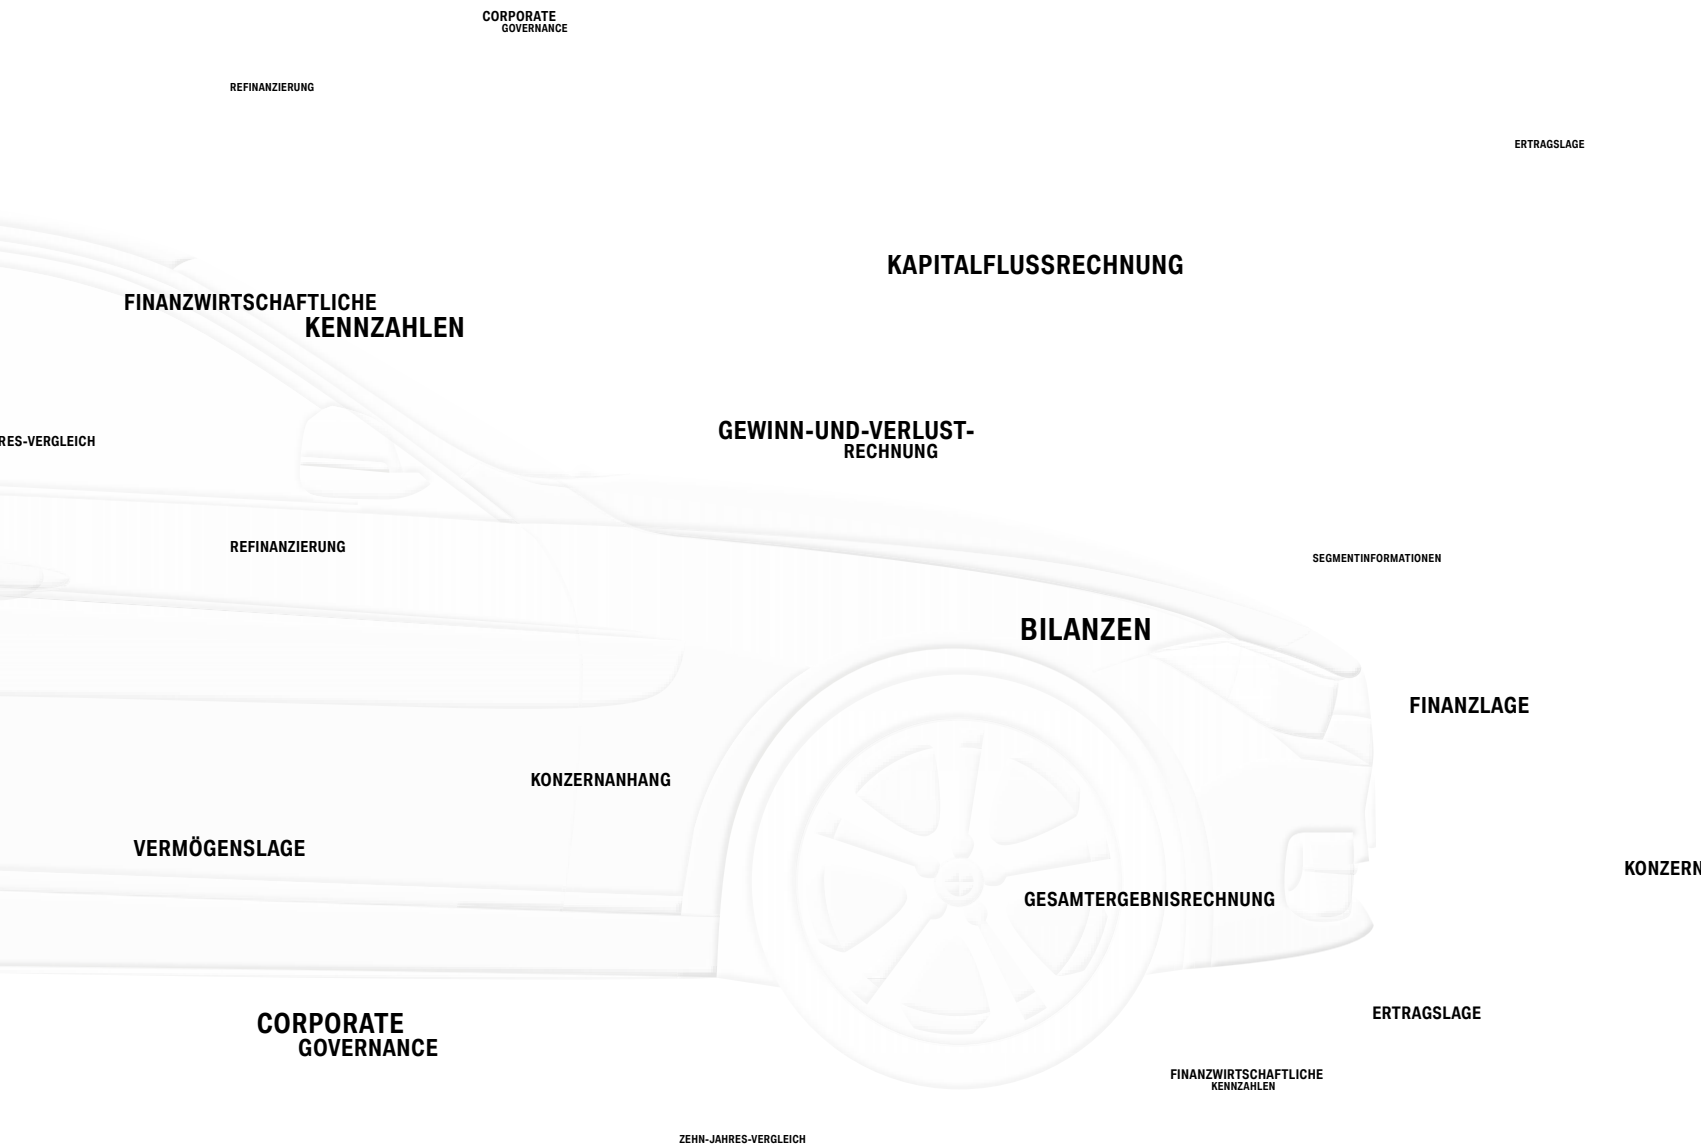 CORPORATE
GOVERNANCE
REFINANZIERUNG
ERTRAGSLAGE
KAPITALFLUSSRECHNUNG
FINANZWIRTSCHAFTLICHE
KENNZAHLEN
GEWINN-UND-VERLUST-
RECHNUNG
RES-VERGLEICH
REFINANZIERUNG
SEGMENTINFORMATIONEN
BILANZEN
FINANZLAGE
KONZERNANHANG
VERMÖGENSLAGE
KONZERN
GESAMTERGEBNISRECHNUNG
ERTRAGSLAGE
CORPORATE
GOVERNANCE
FINANZWIRTSCHAFTLICHE
KENNZAHLEN
ZEHN-JAHRES-VERGLEICH